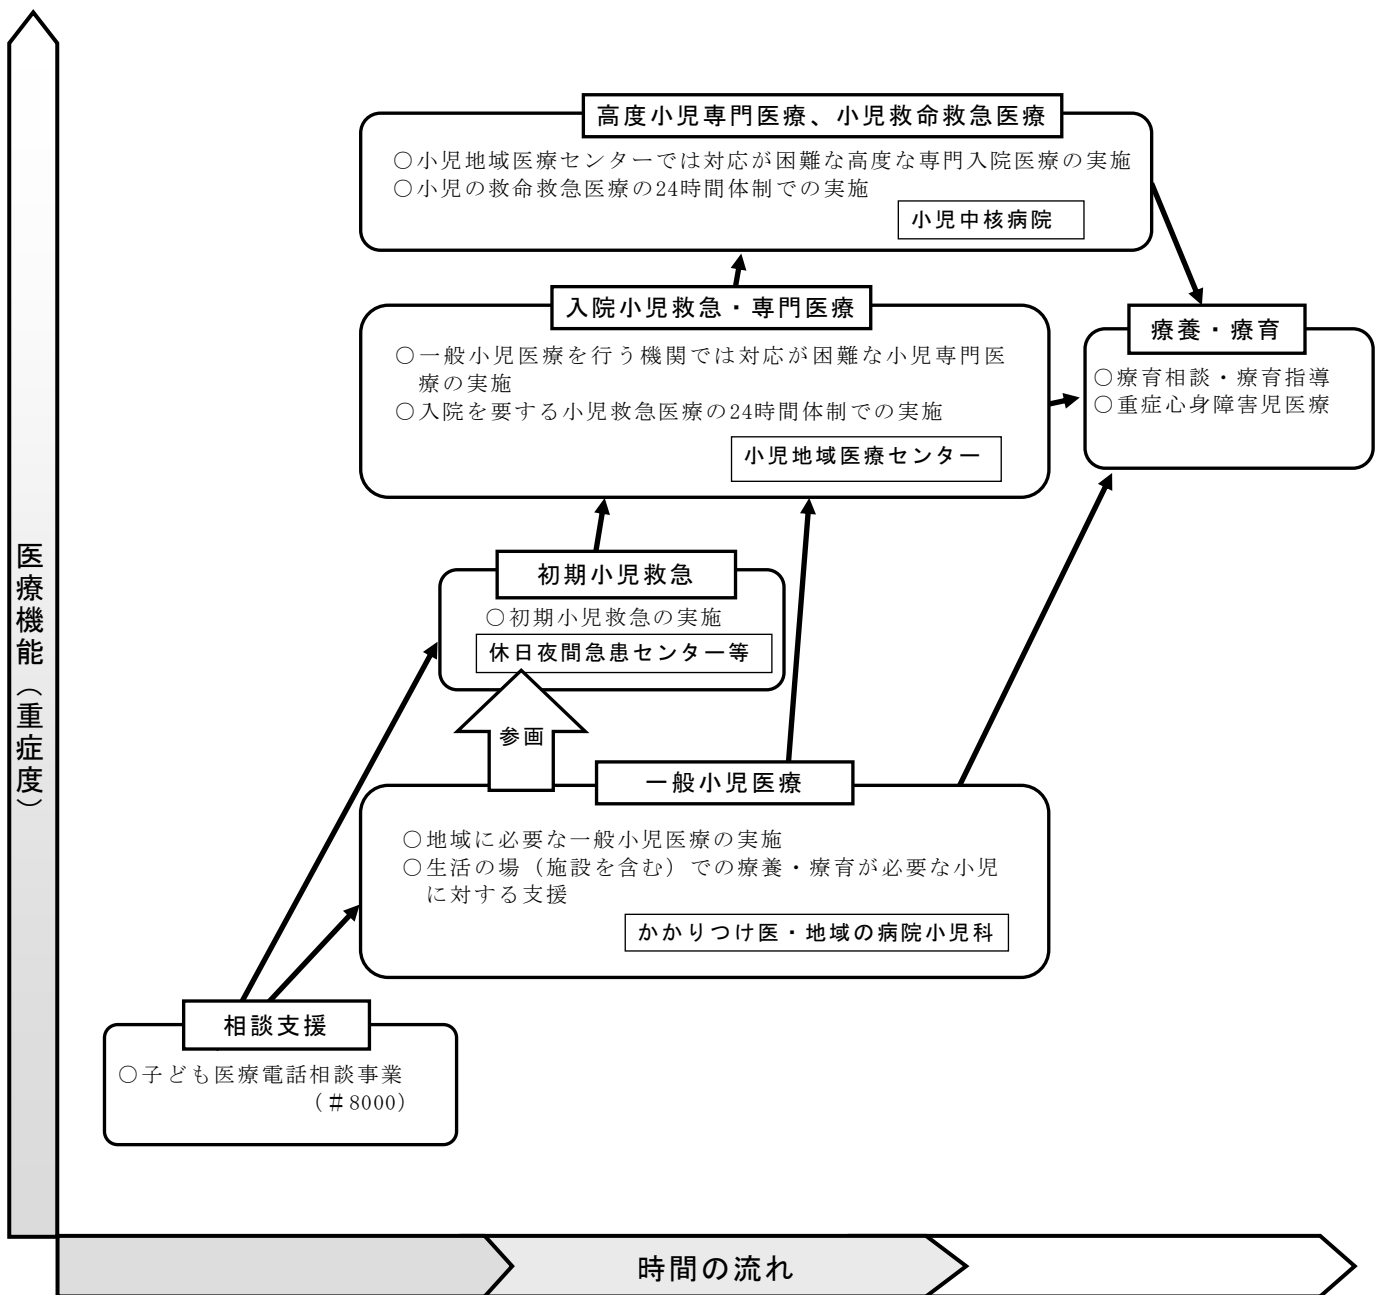 高度小児専門医療、小児救命救急医療
○小児地域医療センターでは対応が困難な高度な専門入院医療の実施
○小児の救命救急医療の24時間体制での実施
小児中核病院
入院小児救急・専門医療
○一般小児医療を行う機関では対応が困難な小児専門医
療の実施
○入院を要する小児救急医療の24時間体制での実施
小児地域医療センター
療養・療育
○療育相談・療育指導
○重症心身障害児医療
初期小児救急
○初期小児救急の実施
休日夜間急患センター等
参画
一般小児医療
○地域に必要な一般小児医療の実施
○生活の場（施設を含む）での療養・療育が必要な小児
に対する支援
かかりつけ医・地域の病院小児科
相談支援
○子ども医療電話相談事業
（＃8000）
医療機能（重症度）
時間の流れ